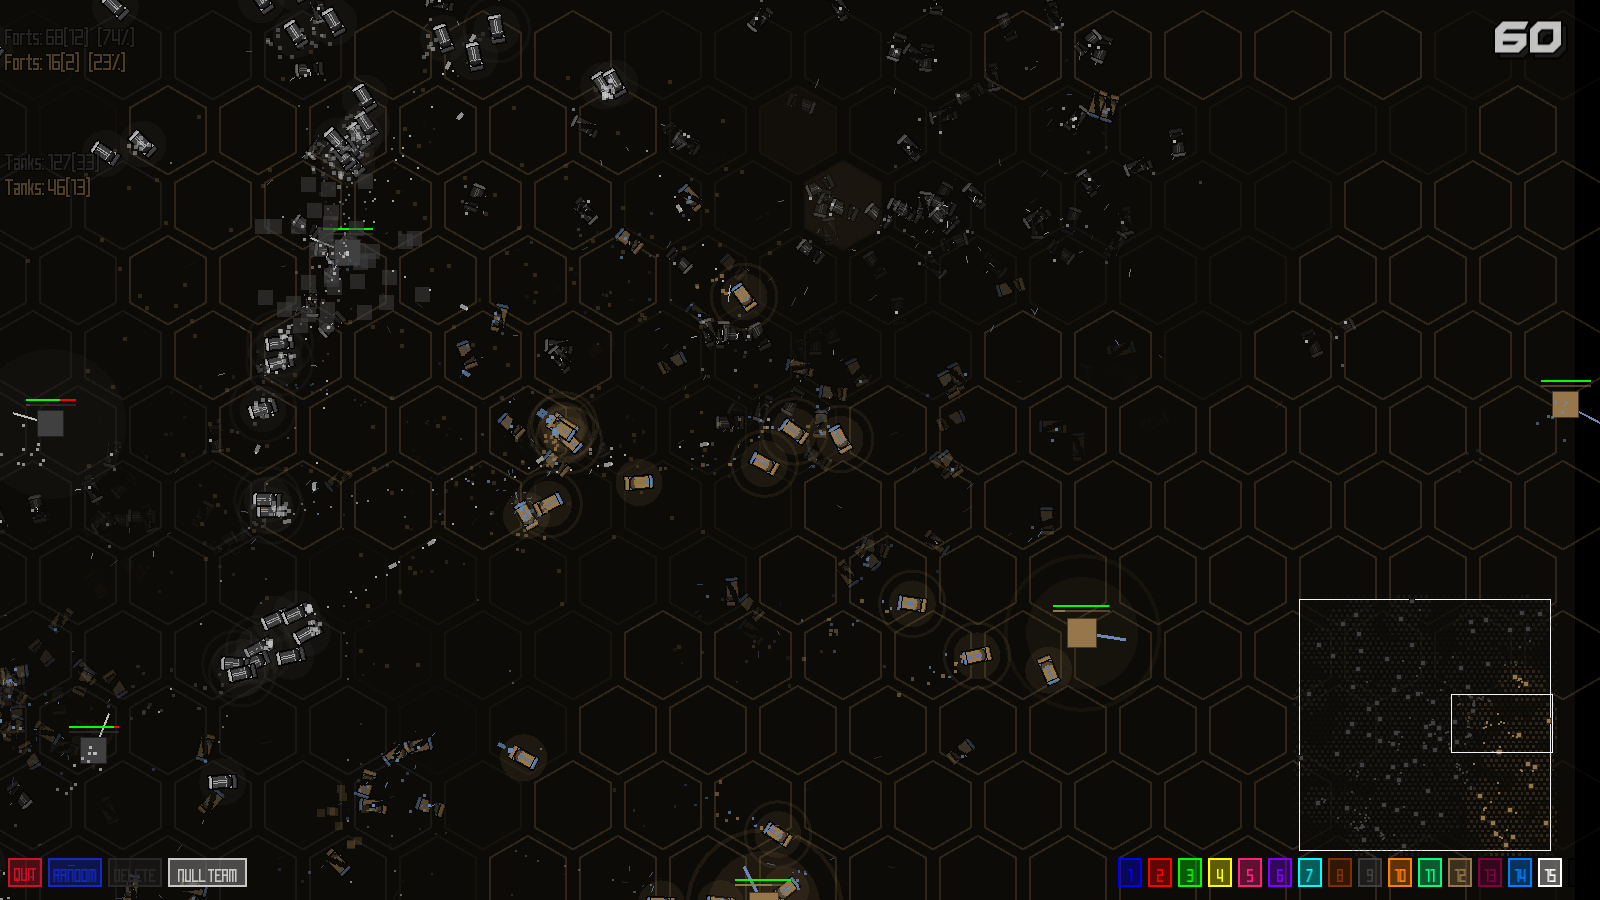 Forts: 68[12] [74%]
Forts: 16[2] [23%]
60
Tanks: 127[33]
Tanks: 46[13]
QUIT
RANDOM
DELETE
NULL TEAM
1 2 3 4 5 6 7 8 9 10 11 12 13 14 15